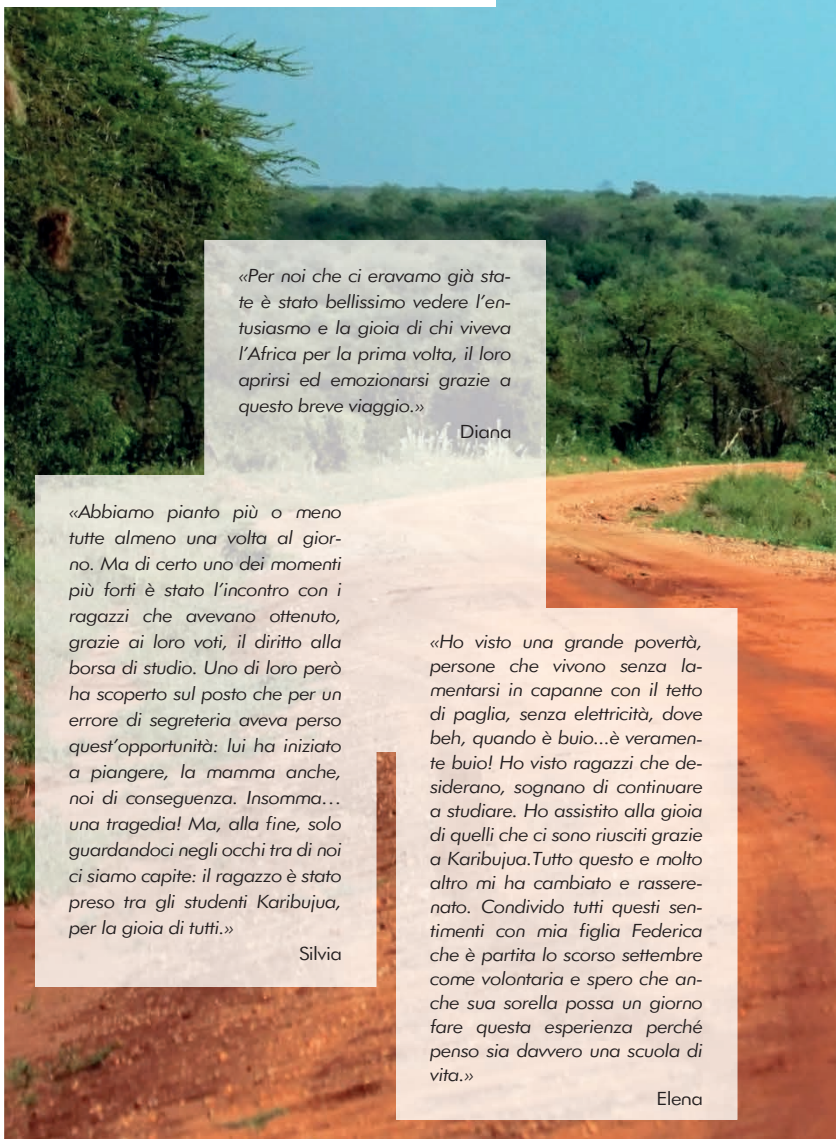 «Per noi che ci eravamo già sta-
te è stato bellissimo vedere l'en-
tusiasmo e la gioia di chi viveva
l'Africa per la prima volta, il loro
aprirsi ed emozionarsi grazie a
questo breve viaggio.»
Diana
«Abbiamo pianto più o meno
tutte almeno una volta al gior-
no. Ma di certo uno dei momenti
più forti è stato l'incontro con i
ragazzi che avevano ottenuto,
grazie ai loro voti, il diritto alla
borsa di studio. Uno di loro però
ha scoperto sul posto che per un
errore di segreteria aveva perso
quest'opportunità: lui ha iniziato
a piangere, la mamma anche,
noi di conseguenza. Insomma...
una tragedia! Ma, alla fine, solo
guardandoci negli occhi tra di noi
ci siamo capite: il ragazzo è stato
preso tra gli studenti Karibujua,
per la gioia di tutti.»
Silvia
«Ho visto una grande povertà,
persone che vivono senza la-
mentarsi in capanne con il tetto
di paglia, senza elettricità, dove
beh, quando è buio...è veramen-
te buio! Ho visto ragazzi che de-
siderano, sognano di continuare
a studiare. Ho assistito alla gioia
di quelli che ci sono riusciti grazie
a Karibujua.Tutto questo e molto
altro mi ha cambiato e rassere-
nato. Condivido tutti questi sen-
timenti con mia figlia Federica
che è partita lo scorso settembre
come volontaria e spero che an-
che sua sorella possa un giorno
fare questa esperienza perché
penso sia davvero una scuola di
vita.»
Elena